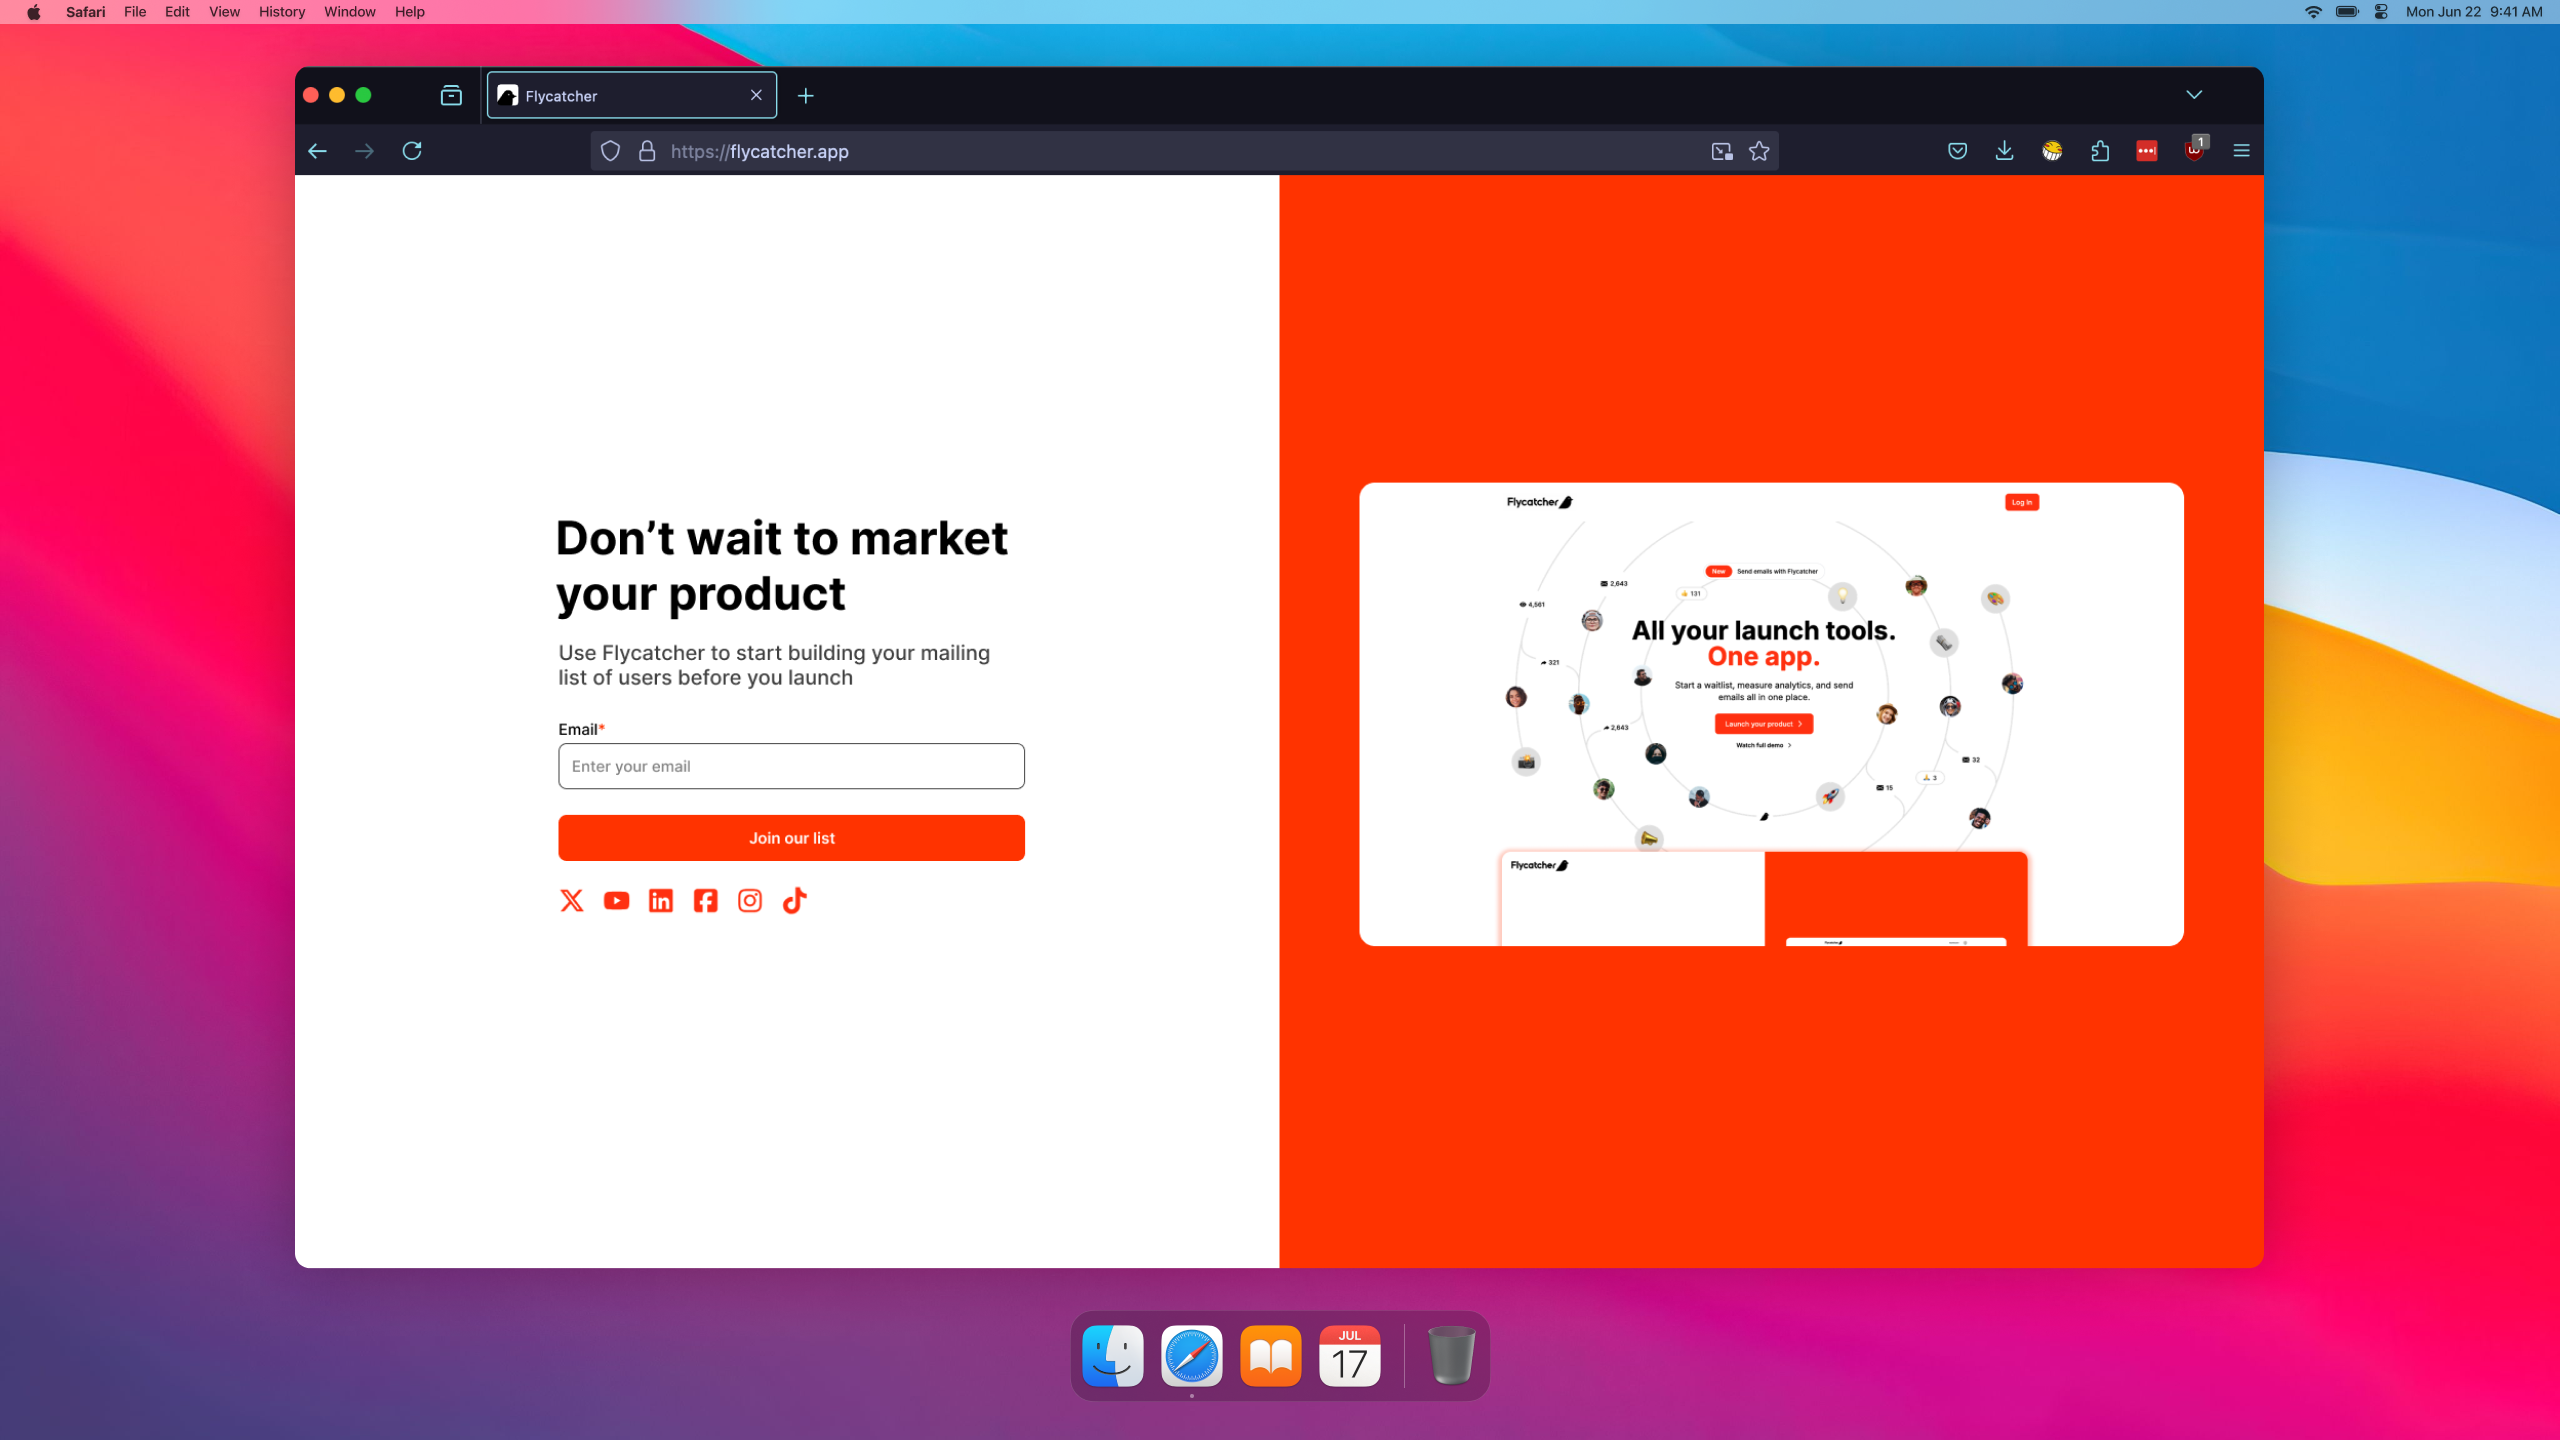 Safari File Edit View History Window Help
Mon Jun 22 9:41 AM
Flycatcher
1
https://flycatcher.app
Don’t wait to market
your product
Use Flycatcher to start building your mailing
list of users before you launch
Email*
Enter your email
Join our list
Flycatcher
Log In
New Send emails with Flycatcher
2,643
131
4,561
All your launch tools.
One app.
321
Start a waitlist, measure analytics, and send
emails all in one place.
Launch your product
2,643
Watch full demo
32
3
15
Flycatcher
JUL
17